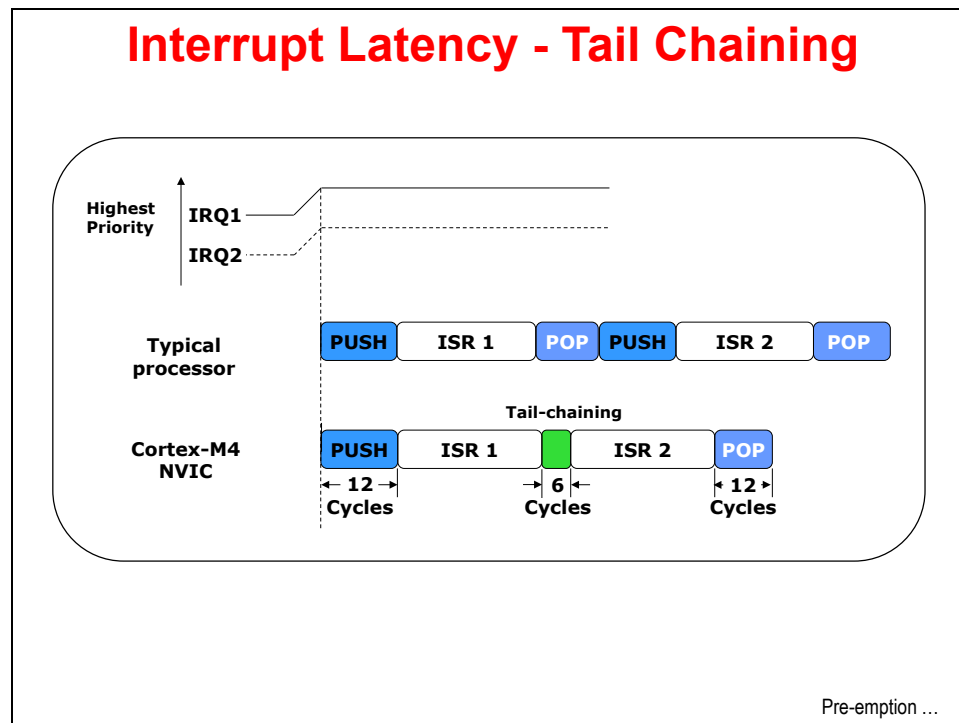 Interrupt Latency - Tail Chaining
Highest
Priority
IRQ1
IRQ2
Typical
processor
PUSH ISR 1 POP PUSH ISR 2 POP
Tail-chaining
Cortex-M4
NVIC
PUSH ISR 1 ISR 2 POP
12 6 12
Cycles Cycles Cycles
Pre-emption …